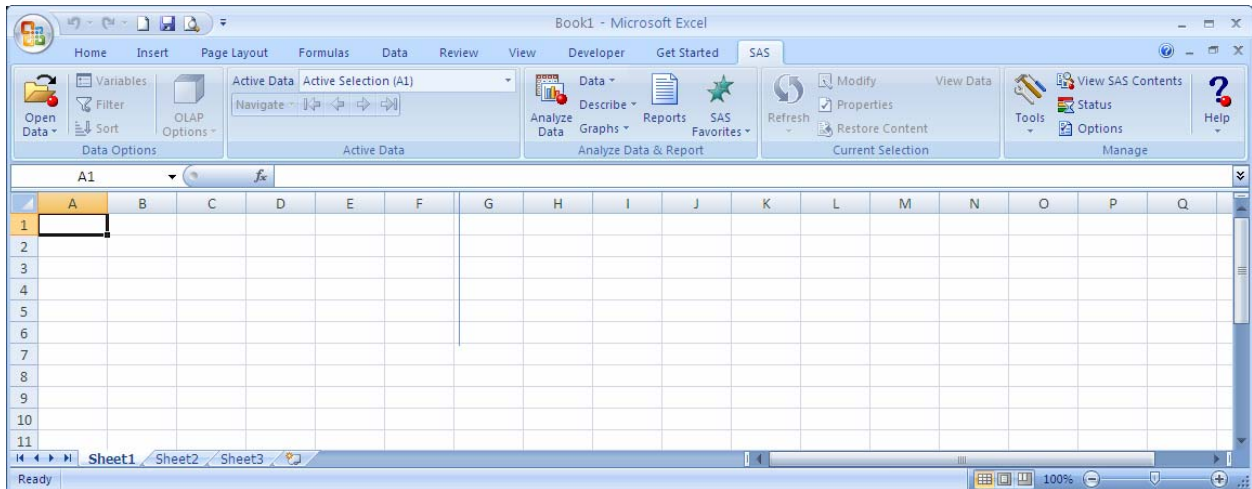 Book1 - Microsoft Excel
Home Insert Page Layout Formulas Data Review View Developer Get Started SAS
Open Data
Variables
Filter
Sort
OLAP Options
Data Options
Active Data Active Selection (A1)
Navigate
Active Data
Analyze Data
Data
Describe
Graphs
Reports
SAS Favorites
Analyze Data & Report
Refresh
Modify
Properties
Restore Content
View Data
Current Selection
Tools
View SAS Contents
Status
Options
Manage
Help
A1 fx
A B C D E F G H I J K L M N O P Q
1
2
3
4
5
6
7
8
9
10
11
Sheet1 Sheet2 Sheet3
Ready 100%